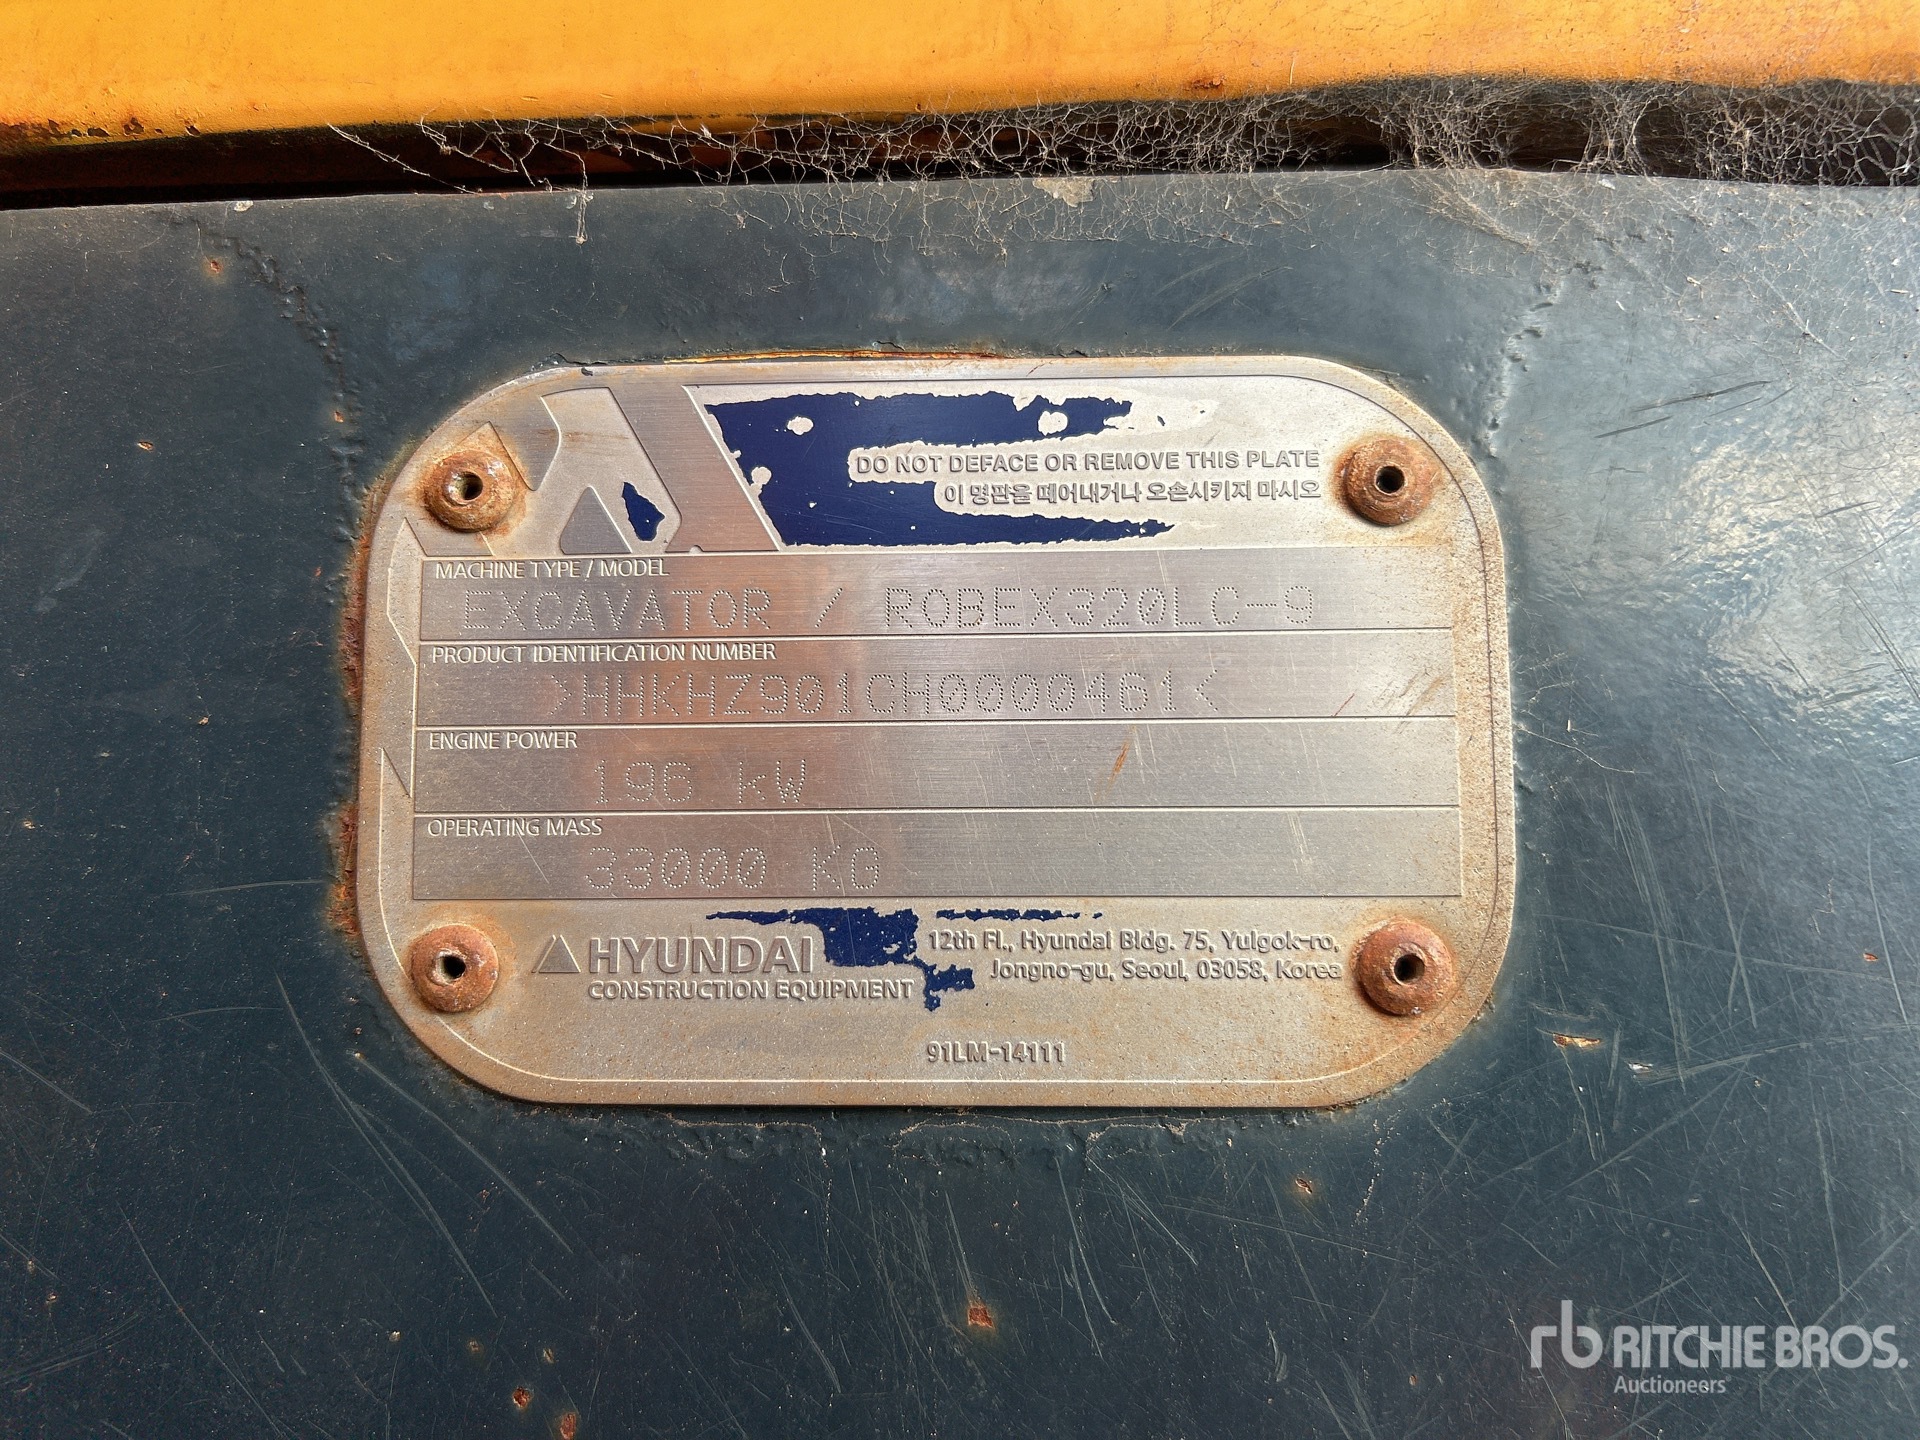 DO NOT DEFACE OR REMOVE THIS PLATE
이 명판을 떼어내거나 오손시키지 마시오
MACHINE TYPE / MODEL
EXCAVATOR / ROBEX320LC-9
PRODUCT IDENTIFICATION NUMBER
>HHKHZ901CH0000461<
ENGINE POWER
196 kW
OPERATING MASS
33000 KG
HYUNDAI
CONSTRUCTION EQUIPMENT
12th Fl., Hyundai Bldg. 75, Yulgok-ro,
Jongno-gu, Seoul, 03058, Korea
91LM-14111
rb RITCHIE BROS.
Auctioneers